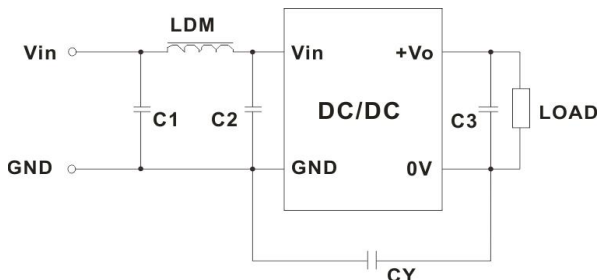 LDM
Vin
Vin
+Vo
C1
C2
DC/DC
C3
LOAD
GND
GND
0V
CY